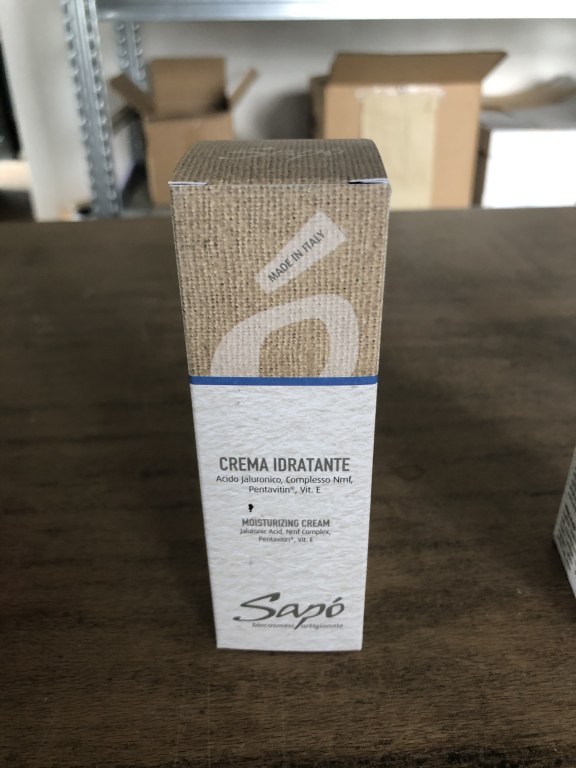 MADE IN ITALY
CREMA IDRATANTE
Acido Jaluronico, Complesso Nmf,
Pentavitin®, Vit. E
MOISTURIZING CREAM
Jaluronic Acid, Nmf Complex,
Pentavitin®, Vit. E
Sapó
biocosmesi artigianale